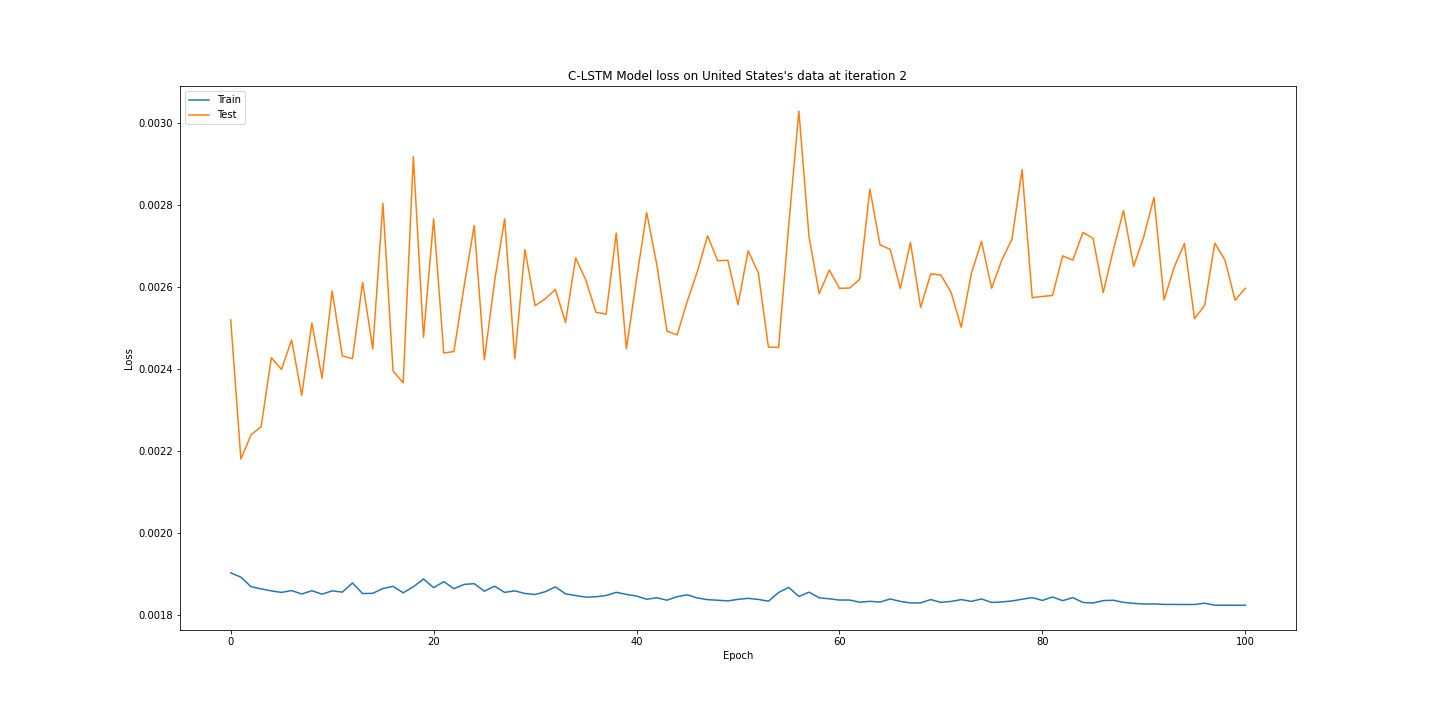 C-LSTM Model loss on United States's data at iteration 2
Train
Test
0.0030
0.0028
0.0026
0.0024
0.0022
0.0020
0.0018
Loss
0 20 40 60 80 100
Epoch